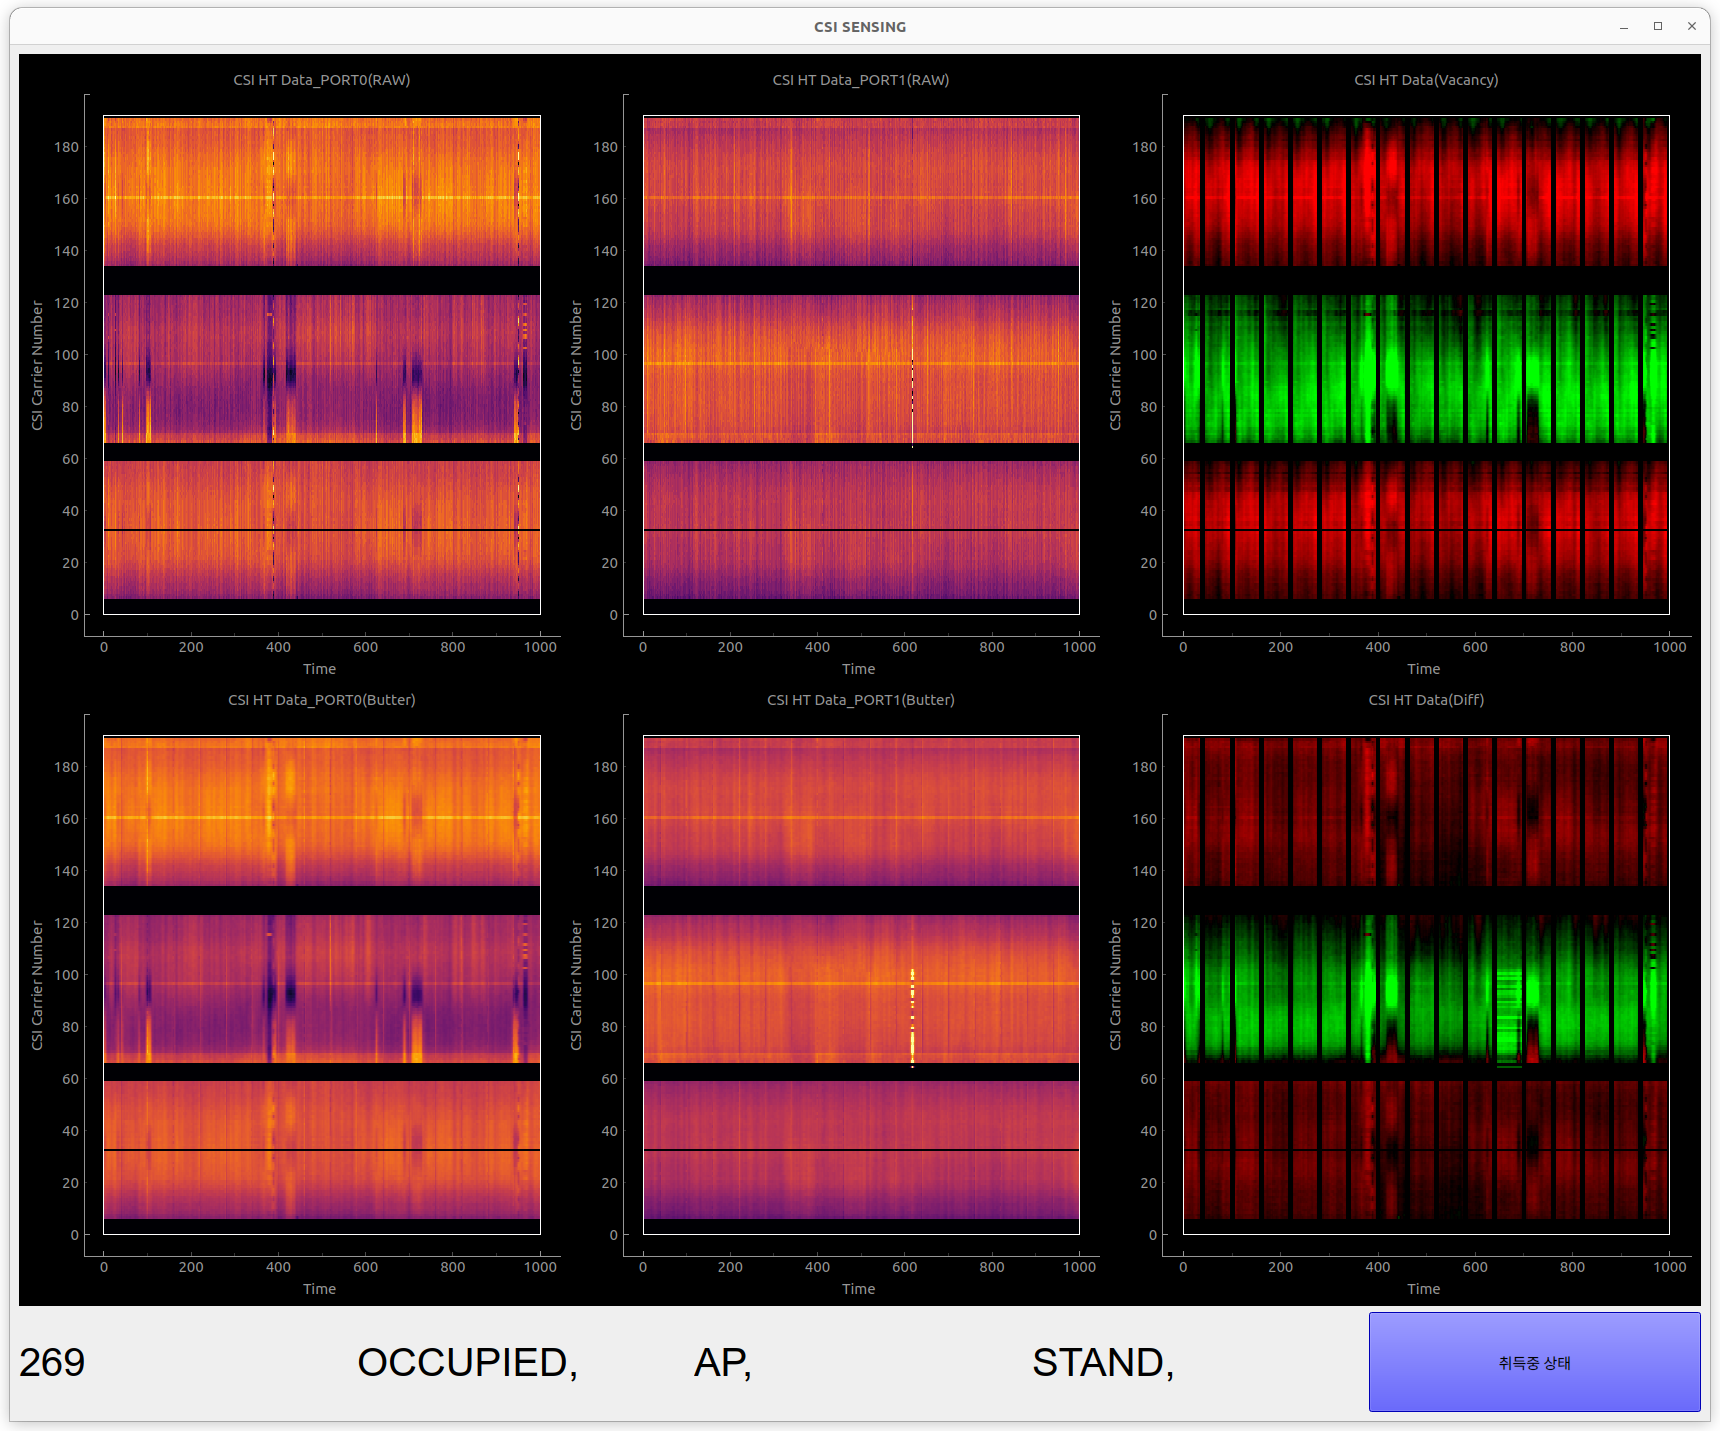 CSI SENSING
CSI HT Data_PORT0(RAW)
CSI HT Data_PORT1(RAW)
CSI HT Data(Vacancy)
CSI Carrier Number
180
160
140
120
100
80
60
40
20
0
0 200 400 600 800 1000
Time
CSI Carrier Number
180
160
140
120
100
80
60
40
20
0
0 200 400 600 800 1000
Time
CSI Carrier Number
180
160
140
120
100
80
60
40
20
0
0 200 400 600 800 1000
Time
CSI HT Data_PORT0(Butter)
CSI HT Data_PORT1(Butter)
CSI HT Data(Diff)
CSI Carrier Number
180
160
140
120
100
80
60
40
20
0
0 200 400 600 800 1000
Time
CSI Carrier Number
180
160
140
120
100
80
60
40
20
0
0 200 400 600 800 1000
Time
CSI Carrier Number
180
160
140
120
100
80
60
40
20
0
0 200 400 600 800 1000
Time
269 OCCUPIED, AP, STAND,
취득중 상태